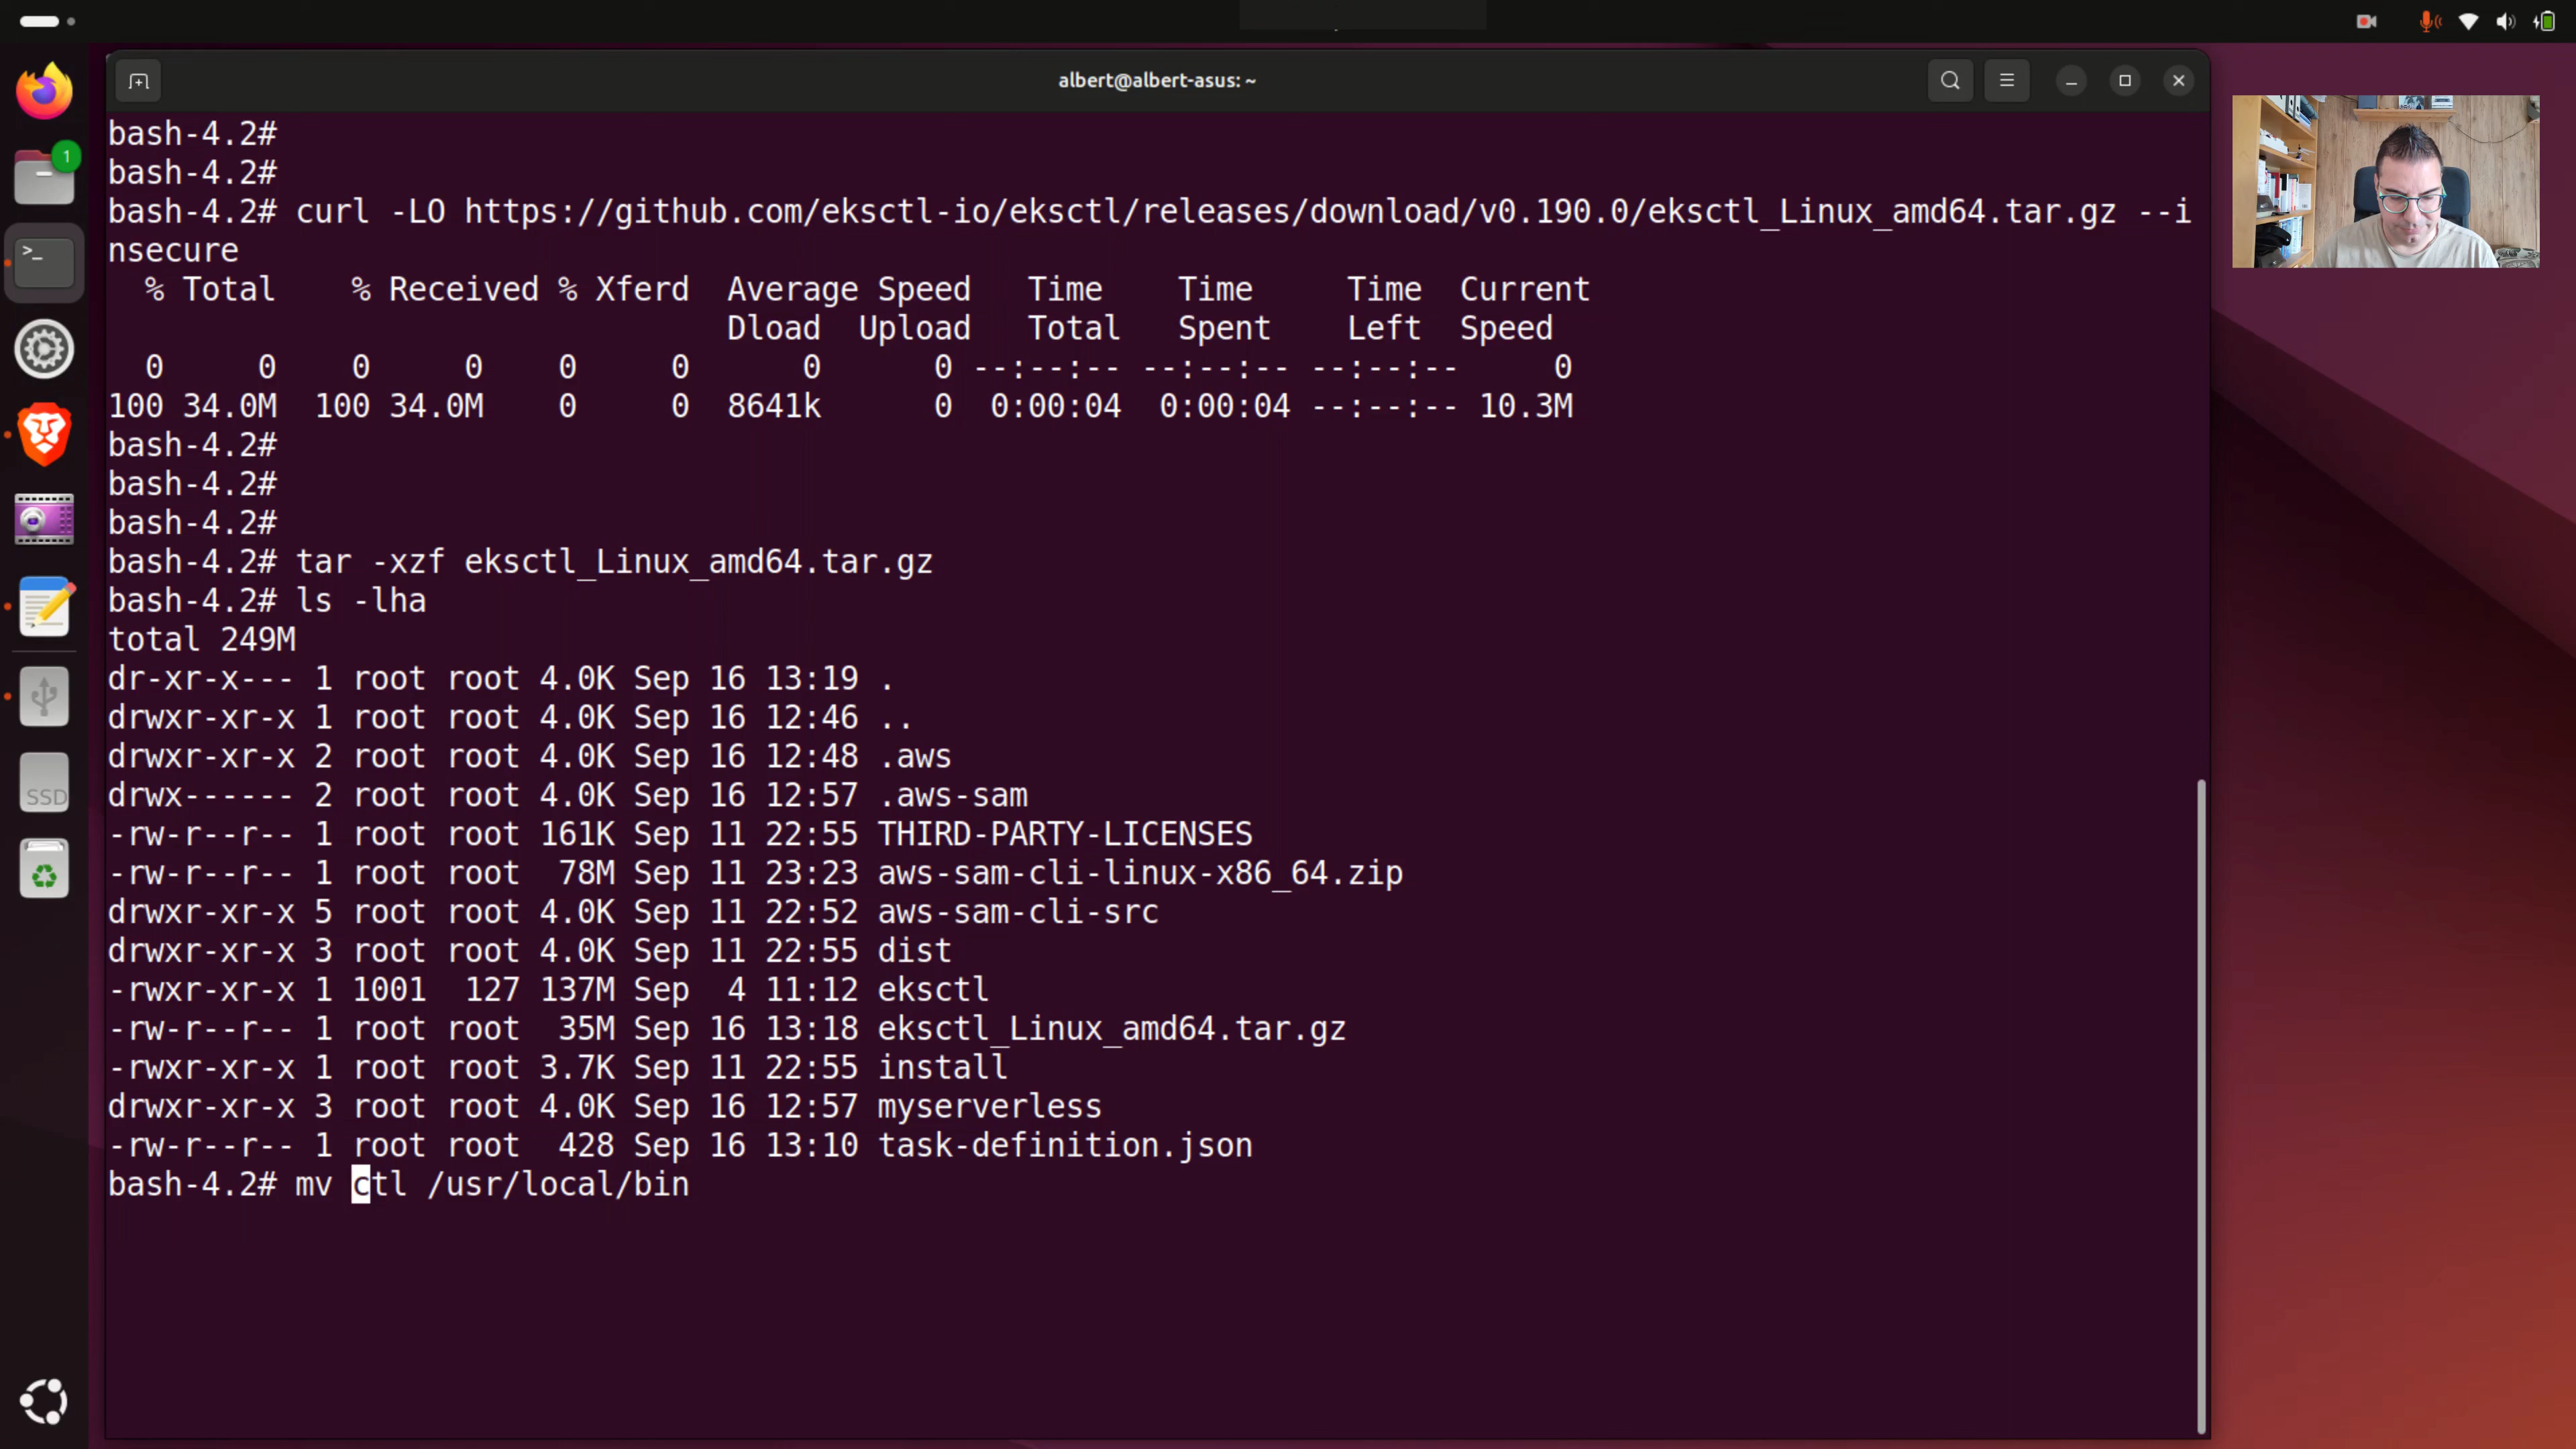 albert@albert-asus: ~
bash-4.2#
bash-4.2#
bash-4.2# curl -LO https://github.com/eksctl-io/eksctl/releases/download/v0.190.0/eksctl_Linux_amd64.tar.gz --i
nsecure
% Total % Received % Xferd Average Speed Time Time Time Current
Dload Upload Total Spent Left Speed
0 0 0 0 0 0 0 0 --:--:-- --:--:-- --:--:-- 0
100 34.0M 100 34.0M 0 0 8641k 0 0:00:04 0:00:04 --:--:-- 10.3M
bash-4.2#
bash-4.2#
bash-4.2#
bash-4.2# tar -xzf eksctl_Linux_amd64.tar.gz
bash-4.2# ls -lha
total 249M
dr-xr-x--- 1 root root 4.0K Sep 16 13:19 .
drwxr-xr-x 1 root root 4.0K Sep 16 12:46 ..
drwxr-xr-x 2 root root 4.0K Sep 16 12:48 .aws
drwx------ 2 root root 4.0K Sep 16 12:57 .aws-sam
-rw-r--r-- 1 root root 161K Sep 11 22:55 THIRD-PARTY-LICENSES
-rw-r--r-- 1 root root 78M Sep 11 23:23 aws-sam-cli-linux-x86_64.zip
drwxr-xr-x 5 root root 4.0K Sep 11 22:52 aws-sam-cli-src
drwxr-xr-x 3 root root 4.0K Sep 11 22:55 dist
-rwxr-xr-x 1 1001 127 137M Sep 4 11:12 eksctl
-rw-r--r-- 1 root root 35M Sep 16 13:18 eksctl_Linux_amd64.tar.gz
-rwxr-xr-x 1 root root 3.7K Sep 11 22:55 install
drwxr-xr-x 3 root root 4.0K Sep 16 12:57 myserverless
-rw-r--r-- 1 root root 428 Sep 16 13:10 task-definition.json
bash-4.2# mv ctl /usr/local/bin
1
>_
SSD